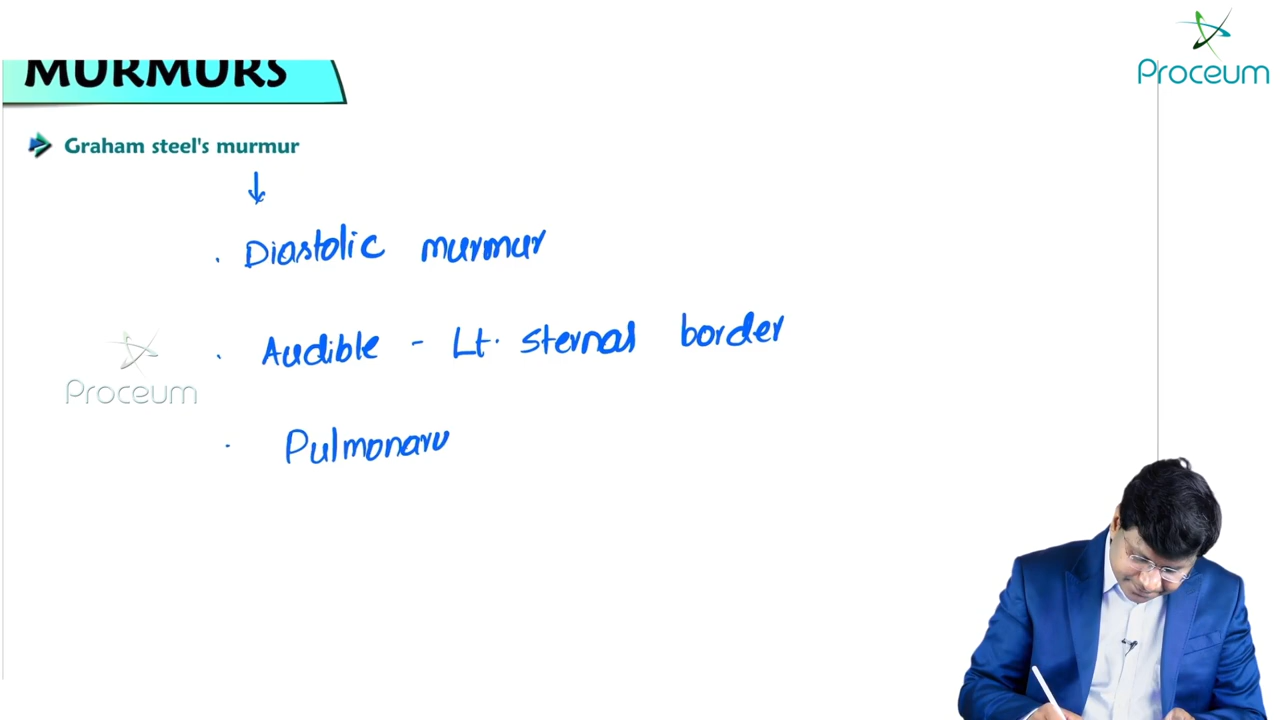 Proceum
MURMURS
Graham steel's murmur
. Diastolic murmur
. Audible - Lt. sternal border
. Pulmonary
Proceum